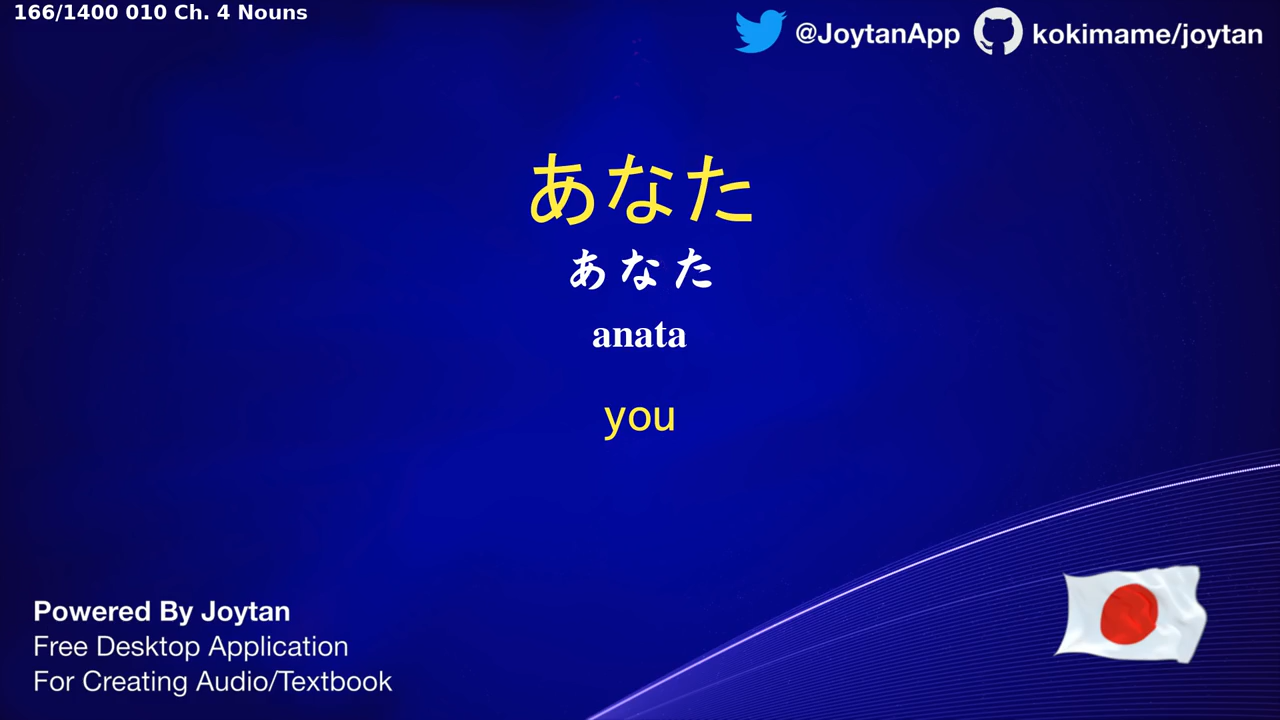 166/1400 010 Ch. 4 Nouns
@JoytanApp kokimame/joytan
あなた
あなた
anata
you
Powered By Joytan
Free Desktop Application
For Creating Audio/Textbook